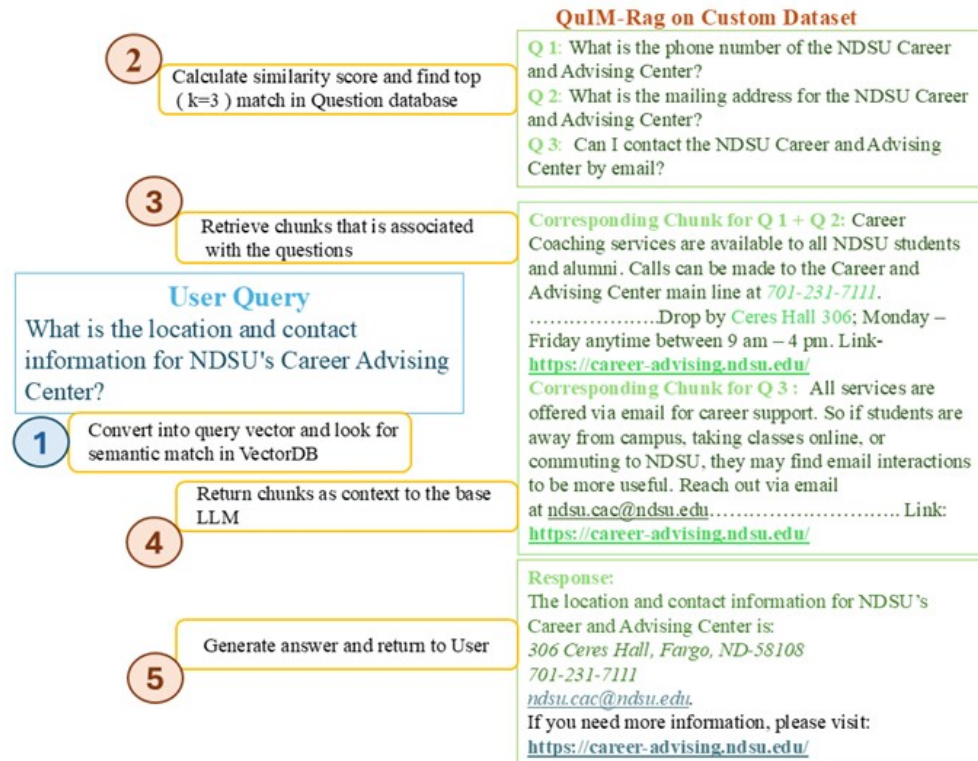 QuIM-Rag on Custom Dataset
2
Calculate similarity score and find top
( k=3 ) match in Question database
Q 1: What is the phone number of the NDSU Career
and Advising Center?
Q 2: What is the mailing address for the NDSU Career
and Advising Center?
Q 3: Can I contact the NDSU Career and Advising
Center by email?
3
Retrieve chunks that is associated
with the questions
Corresponding Chunk for Q 1 + Q 2: Career
Coaching services are available to all NDSU students
and alumni. Calls can be made to the Career and
Advising Center main line at 701-231-7111.
………………….Drop by Ceres Hall 306; Monday –
Friday anytime between 9 am – 4 pm. Link-
https://career-advising.ndsu.edu/
Corresponding Chunk for Q 3 : All services are
offered via email for career support. So if students are
away from campus, taking classes online, or
commuting to NDSU, they may find email interactions
to be more useful. Reach out via email
at ndsu.cac@ndsu.edu………………………… Link:
https://career-advising.ndsu.edu/
User Query
What is the location and contact
information for NDSU's Career Advising
Center?
1
Convert into query vector and look for
semantic match in VectorDB
Return chunks as context to the base
LLM
4
Generate answer and return to User
5
Response:
The location and contact information for NDSU’s
Career and Advising Center is:
306 Ceres Hall, Fargo, ND-58108
701-231-7111
ndsu.cac@ndsu.edu.
If you need more information, please visit:
https://career-advising.ndsu.edu/